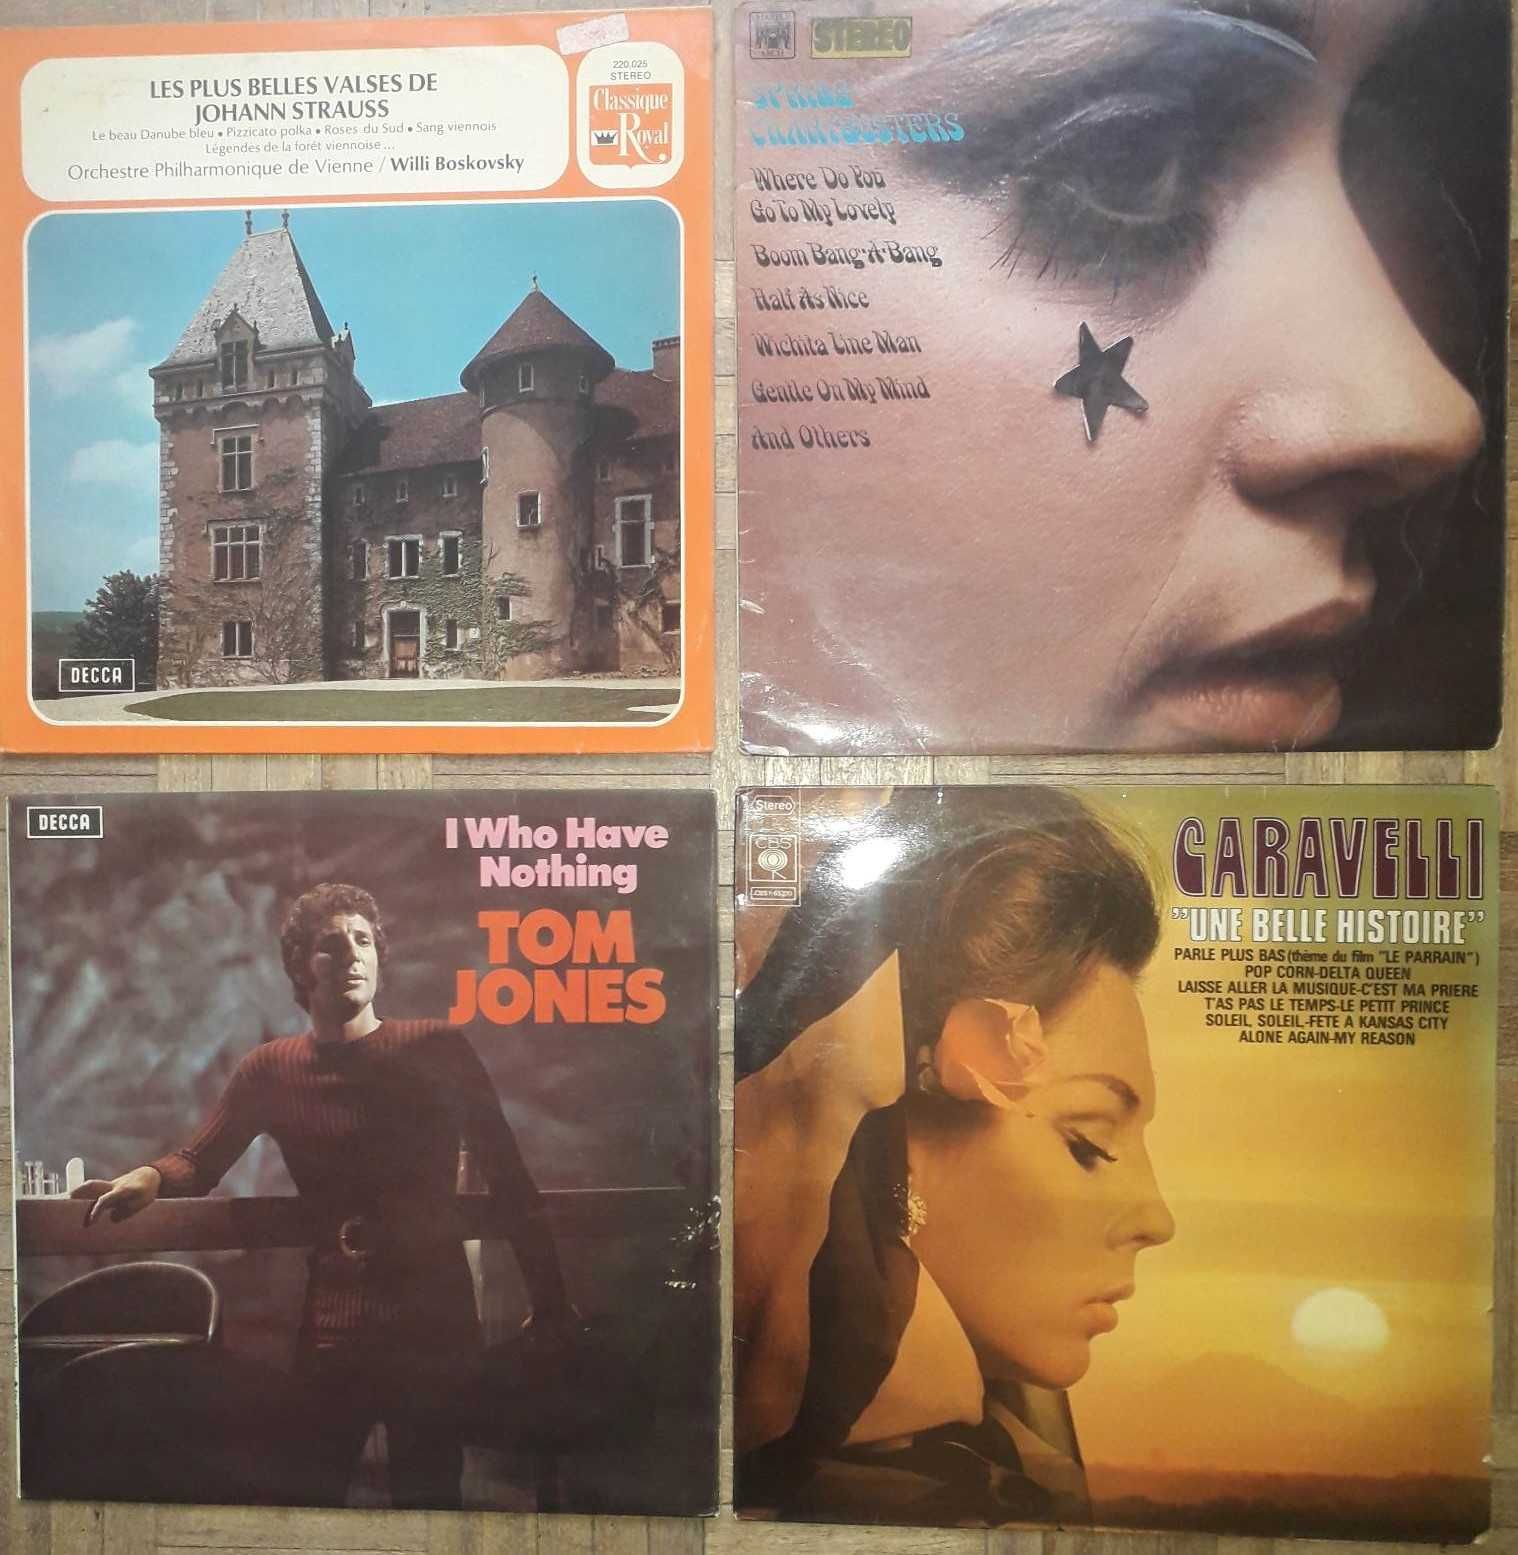 LES PLUS BELLES VALSES DE
JOHANN STRAUSS
Le beau Danube bleu • Pizzicato polka • Roses du Sud • Sang viennois
Légendes de la forêt viennoise...
Orchestre Philharmonique de Vienne / Willi Boskovsky
220.025
STEREO
Classique
Royal
DECCA
STEREO
SPRING
CHARTBUSTERS
Where Do You
Go To My Lovely
Boom Bang·A·Bang
Half As Nice
Wichita Line Man
Gentle On My Mind
And Others
DECCA
I Who Have
Nothing
TOM
JONES
Stereo
CBS
CARAVELLI
"UNE BELLE HISTOIRE"
PARLE PLUS BAS (thème du film "LE PARRAIN")
POP CORN-DELTA QUEEN
LAISSE ALLER LA MUSIQUE-C'EST MA PRIERE
T'AS PAS LE TEMPS-LE PETIT PRINCE
SOLEIL, SOLEIL-FETE A KANSAS CITY
ALONE AGAIN-MY REASON